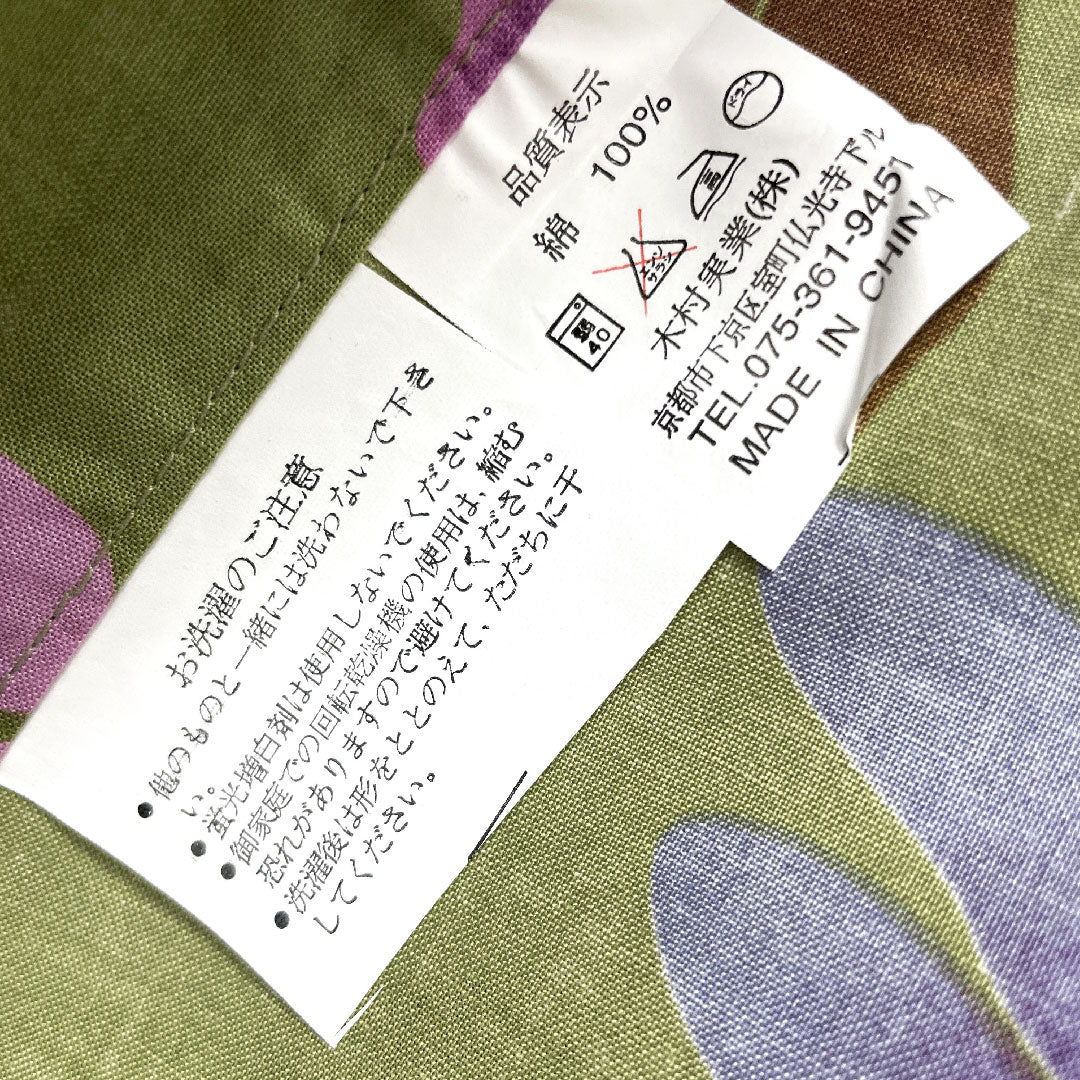 品質表示
綿 100%
弱
40
エンソ
サラシ
高
ドライ
木村実業(株)
京都市下京区室町仏光寺下ル
TEL.075-361-9451
MADE IN CHINA
お洗濯のご注意
●他のものと一緒には洗わないで下さ
い。
●蛍光増白剤は使用しないでください。
●御家庭での回転乾燥機の使用は、縮む
恐れがありますので避けてください。
●洗濯後は形をととのえて、ただちに干
してください。